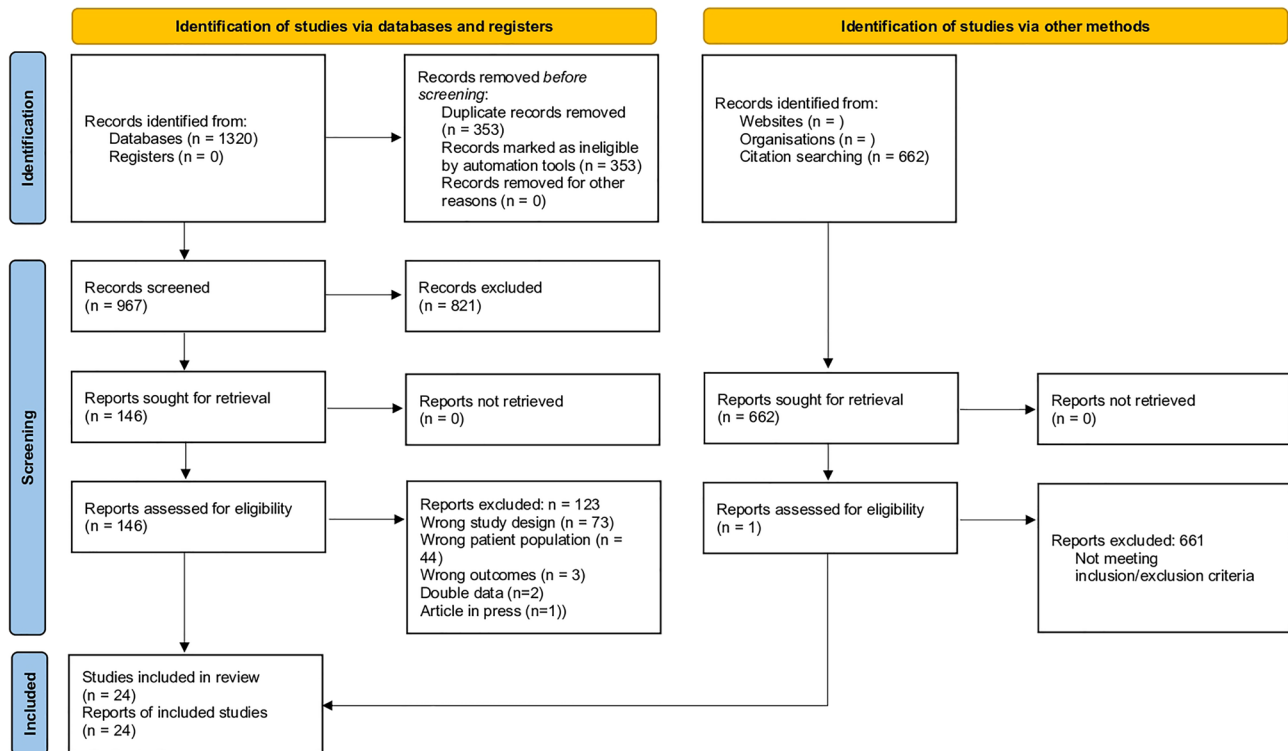 Identification of studies via databases and registers
Identification of studies via other methods
Identification
Records identified from:
Databases (n = 1320)
Registers (n = 0)
Records removed before
screening:
Duplicate records removed
(n = 353)
Records marked as ineligible
by automation tools (n = 353)
Records removed for other
reasons (n = 0)
Records identified from:
Websites (n = )
Organisations (n = )
Citation searching (n = 662)
Screening
Records screened
(n = 967)
Records excluded
(n = 821)
Reports sought for retrieval
(n = 146)
Reports not retrieved
(n = 0)
Reports sought for retrieval
(n = 662)
Reports not retrieved
(n = 0)
Reports assessed for eligibility
(n = 146)
Reports excluded: n = 123
Wrong study design (n = 73)
Wrong patient population (n =
44)
Wrong outcomes (n = 3)
Double data (n=2)
Article in press (n=1))
Reports assessed for eligibility
(n = 1)
Reports excluded: 661
Not meeting
inclusion/exclusion criteria
Included
Studies included in review
(n = 24)
Reports of included studies
(n = 24)